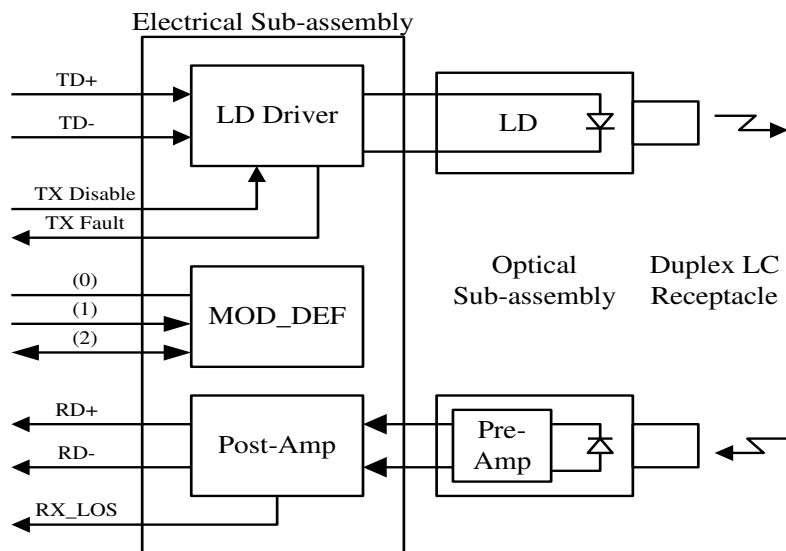 Electrical Sub-assembly
TD+
TD-
LD Driver
LD
TX Disable
TX Fault
Optical
Sub-assembly
Duplex LC
Receptacle
(0)
(1)
(2)
MOD_DEF
RD+
RD-
Post-Amp
Pre-
Amp
RX_LOS